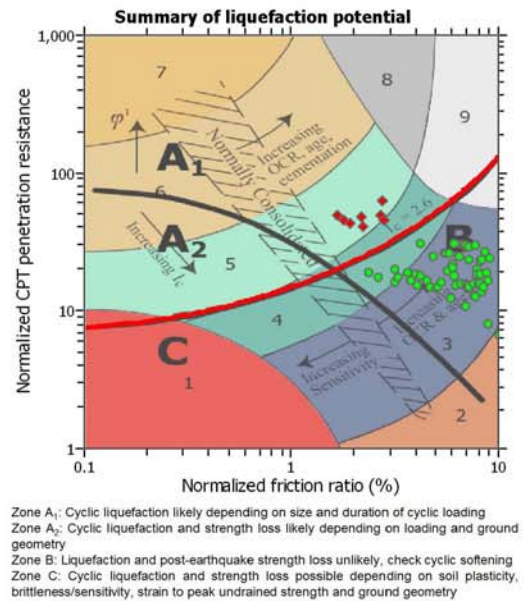 Summary of liquefaction potential
1,000
100
10
1
Normalized CPT penetration resistance
7
8
9
φ'
A1
6
A2
5
4
C
1
B
3
2
Normally Consolidated
Increasing
OCR, age,
cementation
Increasing Ic
Ic = 2.6
Increasing
OCR &
Increasing
Sensitivity
0.1
1
10
Normalized friction ratio (%)
Zone A1: Cyclic liquefaction likely depending on size and duration of cyclic loading
Zone A2: Cyclic liquefaction and strength loss likely depending on loading and ground
geometry
Zone B: Liquefaction and post-earthquake strength loss unlikely, check cyclic softening
Zone C: Cyclic liquefaction and strength loss possible depending on soil plasticity,
brittleness/sensitivity, strain to peak undrained strength and ground geometry